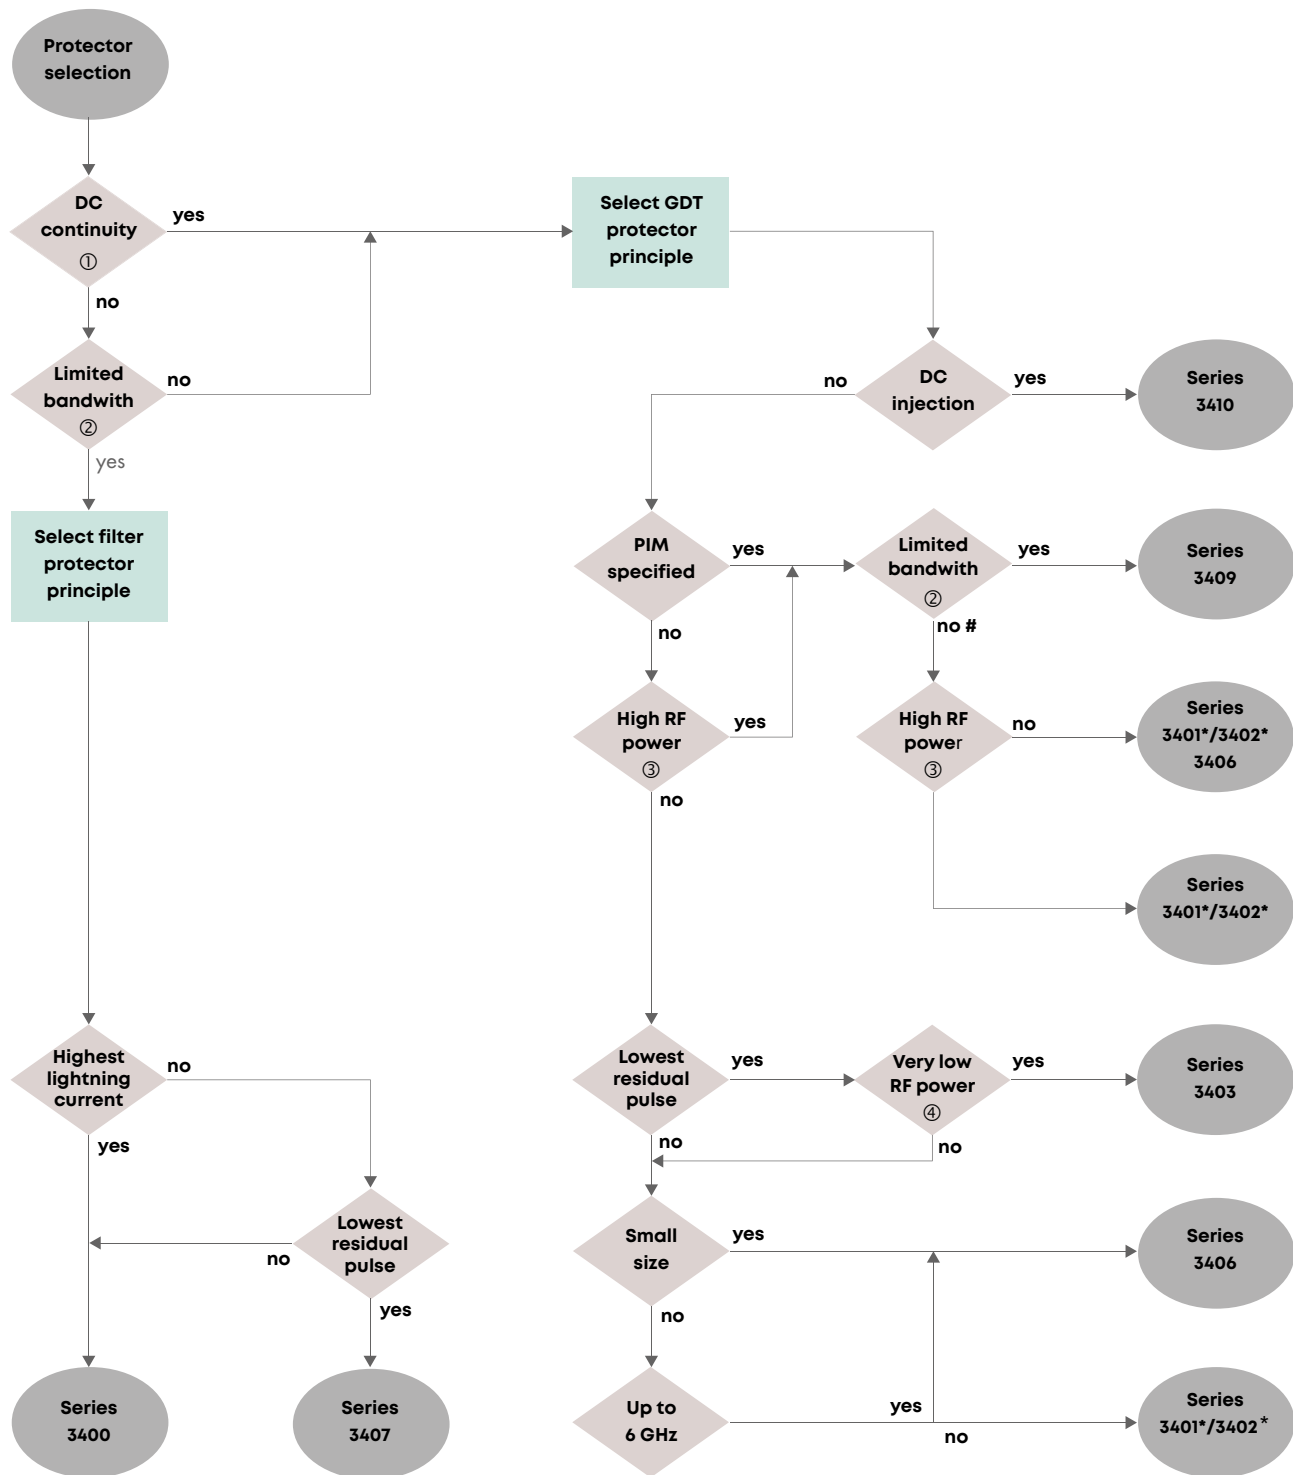 Protector
selection
DC
continuity
①
yes
no
Select GDT
protector
principle
Limited
bandwith
②
no
yes
DC
injection
no
yes
Series
3410
Select filter
protector
principle
PIM
specified
yes
no
Limited
bandwith
②
yes
no #
Series
3409
High RF
power
③
yes
no
High RF
power
③
no
Series
3401*/3402*
3406
Series
3401*/3402*
Highest
lightning
current
no
yes
Lowest
residual
pulse
yes
no
Very low
RF power
④
yes
no
Series
3403
Lowest
residual
pulse
no
yes
Small
size
yes
no
Series
3406
Series
3400
Series
3407
Up to
6 GHz
yes
no
Series
3401*/3402*